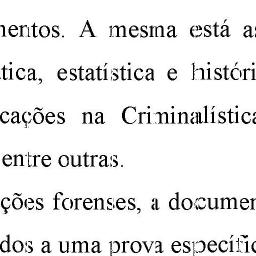 mentos. A mesma está as
tica, estatística e históri
cações na Criminalística
entre outras.
ções forenses, a documen
dos a uma prova específic